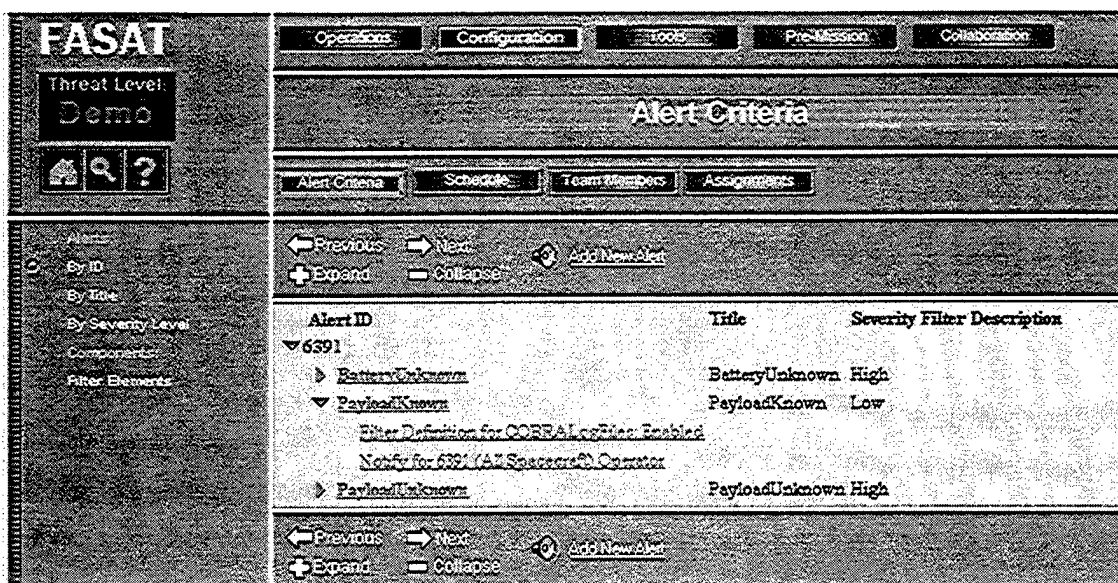 FASAT
Threat Level:
Demo
Operations Configuration Tools Pre-Mission Collaboration
Alert Criteria
Alert Criteria Schedule Team Members Assignments
Alerts:
By ID
By Title
By Severity Level
Components:
Filter Elements
Previous Next
Expand Collapse
Add New Alert
Alert ID Title Severity Filter Description
6391
BatteryUnknown BatteryUnknown High
PayloadKnown PayloadKnown Low
Filter Definition for CORBALogFiles: Enabled
Notify for 6391 (All Spacecraft) Operator
PayloadUnknown PayloadUnknown High
Previous Next
Expand Collapse
Add New Alert